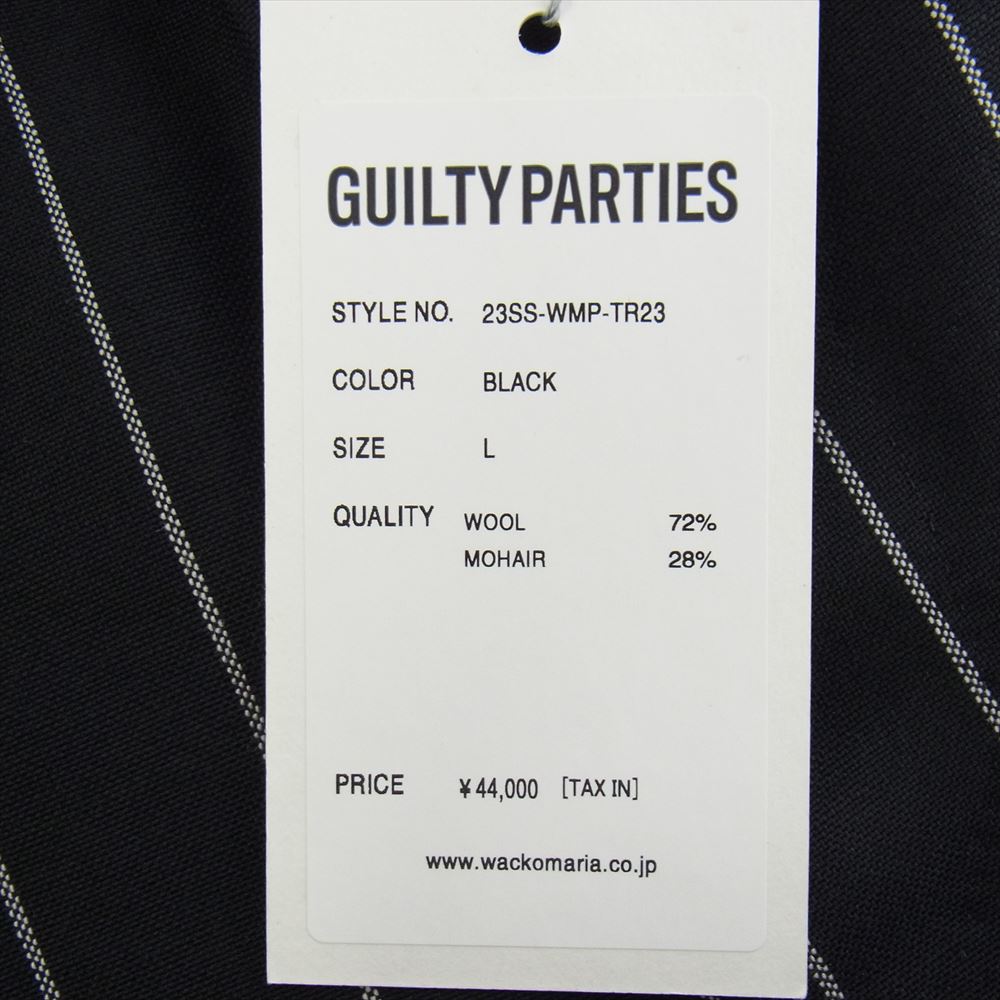 GUILTY PARTIES
STYLE NO. 23SS-WMP-TR23
COLOR BLACK
SIZE L
QUALITY WOOL 72%
MOHAIR 28%
PRICE ¥44,000 [TAX IN]
www.wackomaria.co.jp